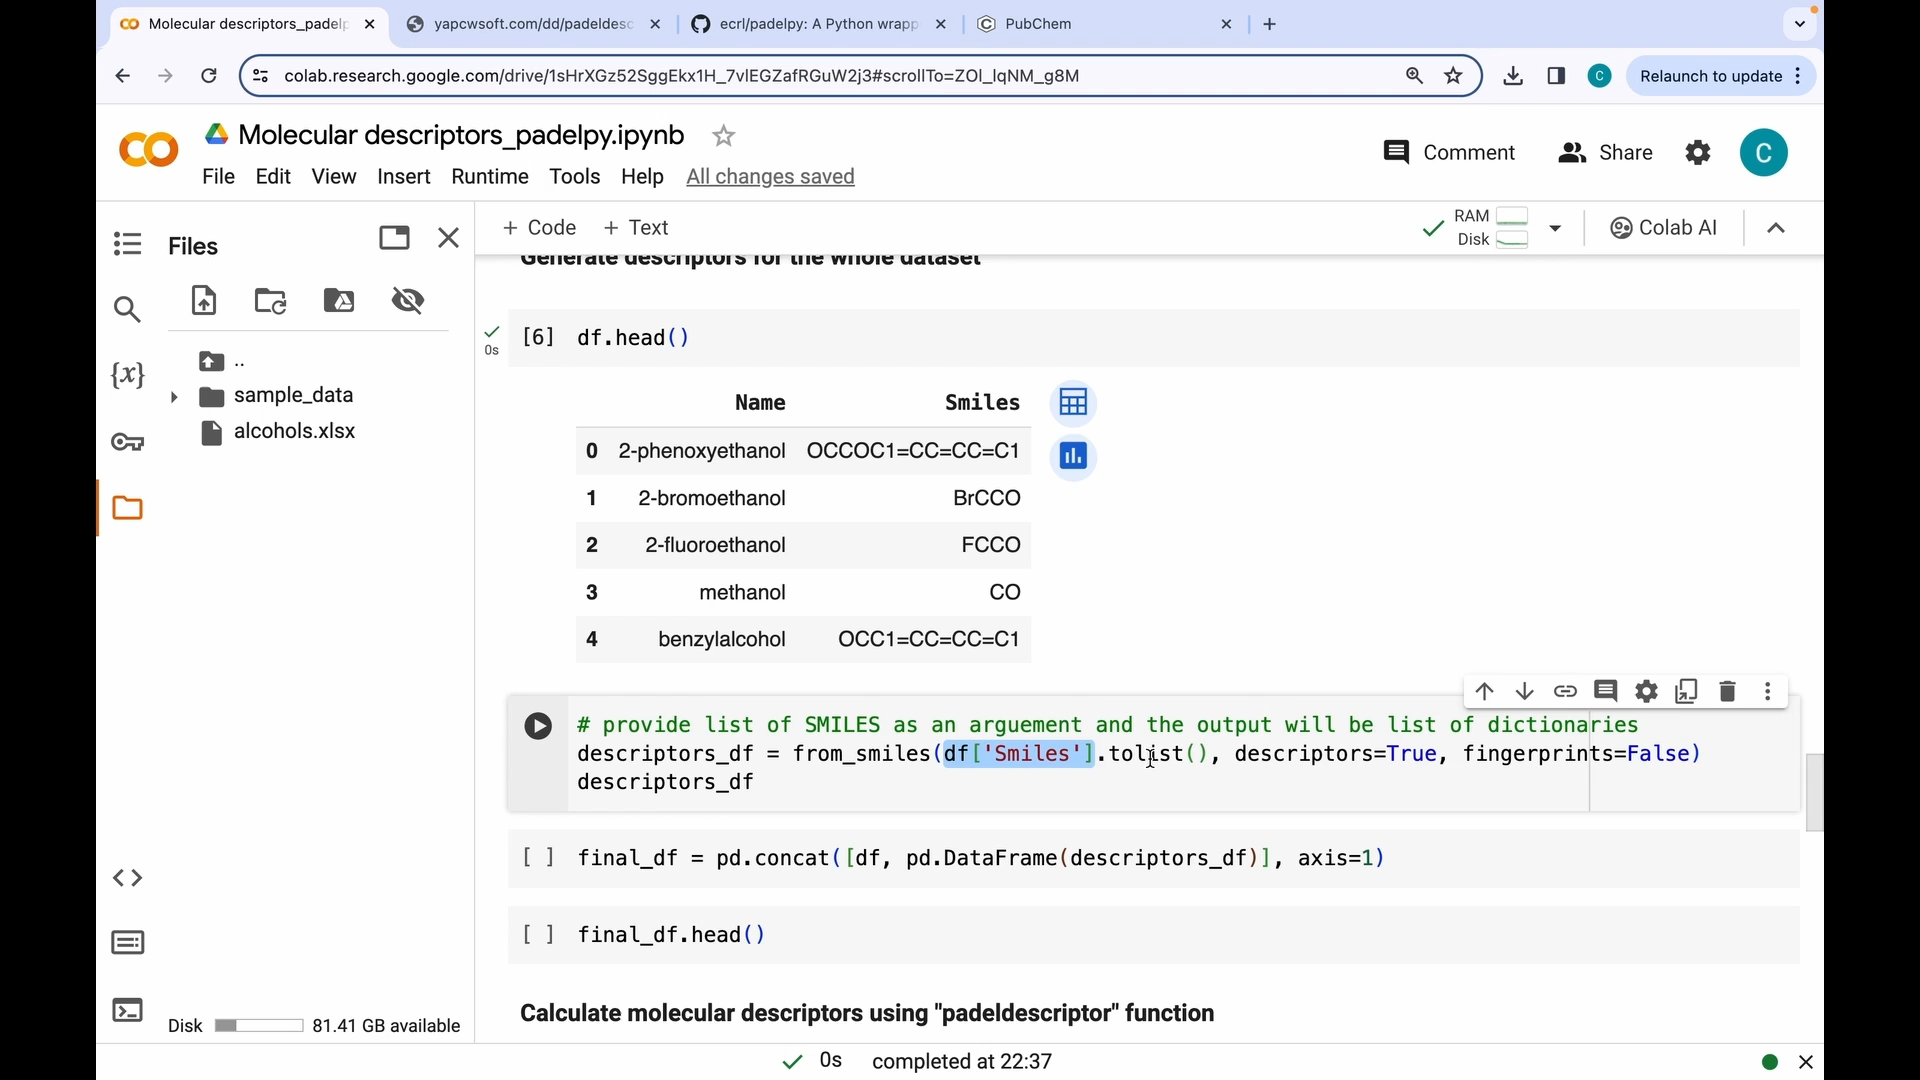 Molecular descriptors_padelp
yapcwsoft.com/dd/padeldesc
ecrl/padelpy: A Python wrapp
PubChem
colab.research.google.com/drive/1sHrXGz52SggEkx1H_7vlEGZafRGuW2j3#scrollTo=ZOl_lqNM_g8M
C
Relaunch to update
Molecular descriptors_padelpy.ipynb
Comment
Share
C
File Edit View Insert Runtime Tools Help All changes saved
Files
+ Code + Text
RAM
Disk
Colab AI
Generate descriptors for the whole dataset
..
sample_data
alcohols.xlsx
{x}
0s
[6] df.head()
Name Smiles
0 2-phenoxyethanol OCCOC1=CC=CC=C1
1 2-bromoethanol BrCCO
2 2-fluoroethanol FCCO
3 methanol CO
4 benzylalcohol OCC1=CC=CC=C1
# provide list of SMILES as an arguement and the output will be list of dictionaries
descriptors_df = from_smiles(df['Smiles'].tolist(), descriptors=True, fingerprints=False)
descriptors_df
[ ] final_df = pd.concat([df, pd.DataFrame(descriptors_df)], axis=1)
[ ] final_df.head()
Calculate molecular descriptors using "padeldescriptor" function
Disk 81.41 GB available
0s completed at 22:37